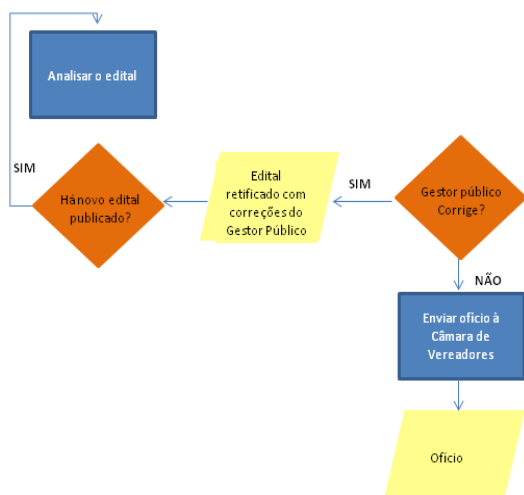 Analisar o edital
SIM
Há novo edital
publicado?
Edital
retificado com
correções do
Gestor Público
SIM
Gestor público
Corrige?
NÃO
Enviar ofício à
Câmara de
Vereadores
Ofício